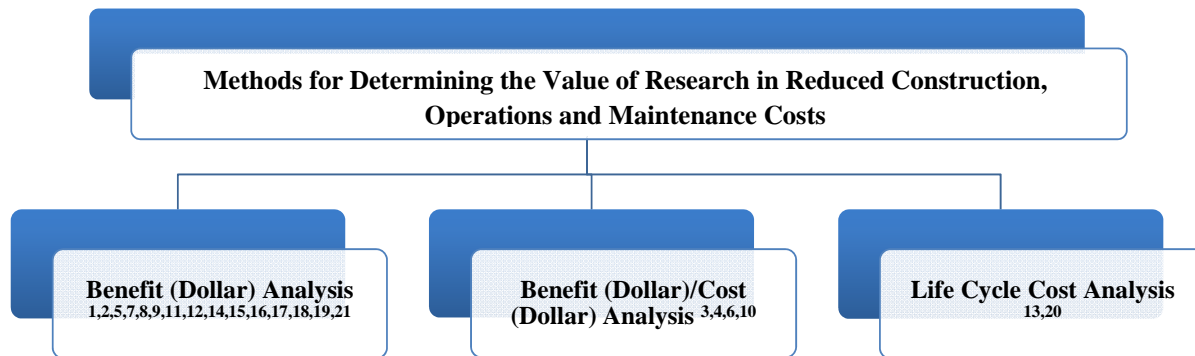 Methods for Determining the Value of Research in Reduced Construction,
Operations and Maintenance Costs
Benefit (Dollar) Analysis
1,2,5,7,8,9,11,12,14,15,16,17,18,19,21
Benefit (Dollar)/Cost
(Dollar) Analysis 3,4,6,10
Life Cycle Cost Analysis
13,20